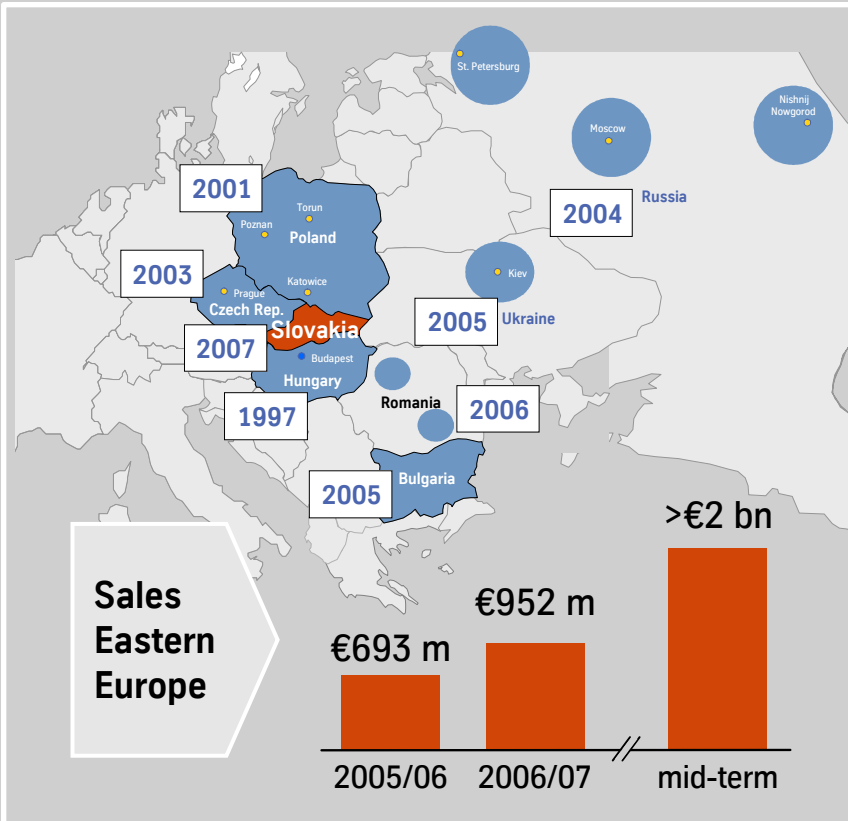 St. Petersburg
Nishnij
Nowgorod
Moscow
2001
Torun
2004
Russia
Poznan
Poland
2003
Kiev
Katowice
Prague
Czech Rep.
2005
Ukraine
Slovakia
2007
Budapest
Hungary
Romania
1997
2006
Bulgaria
2005
>€2 bn
Sales
Eastern
Europe
€952 m
€693 m
2005/06
2006/07
mid-term